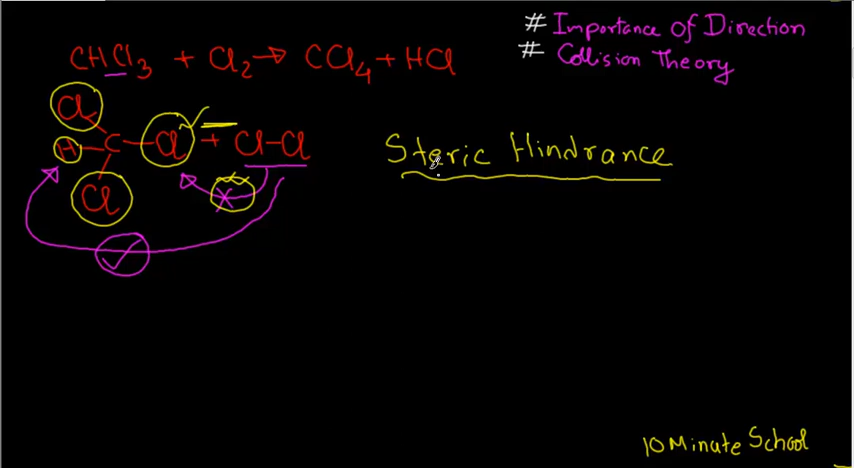 # Importance of Direction
# Collision Theory
CHCl3 + Cl2 → CCl4 + HCl
Cl
H-C-Cl + Cl-Cl
Cl
Steric Hindrance
10 Minute School